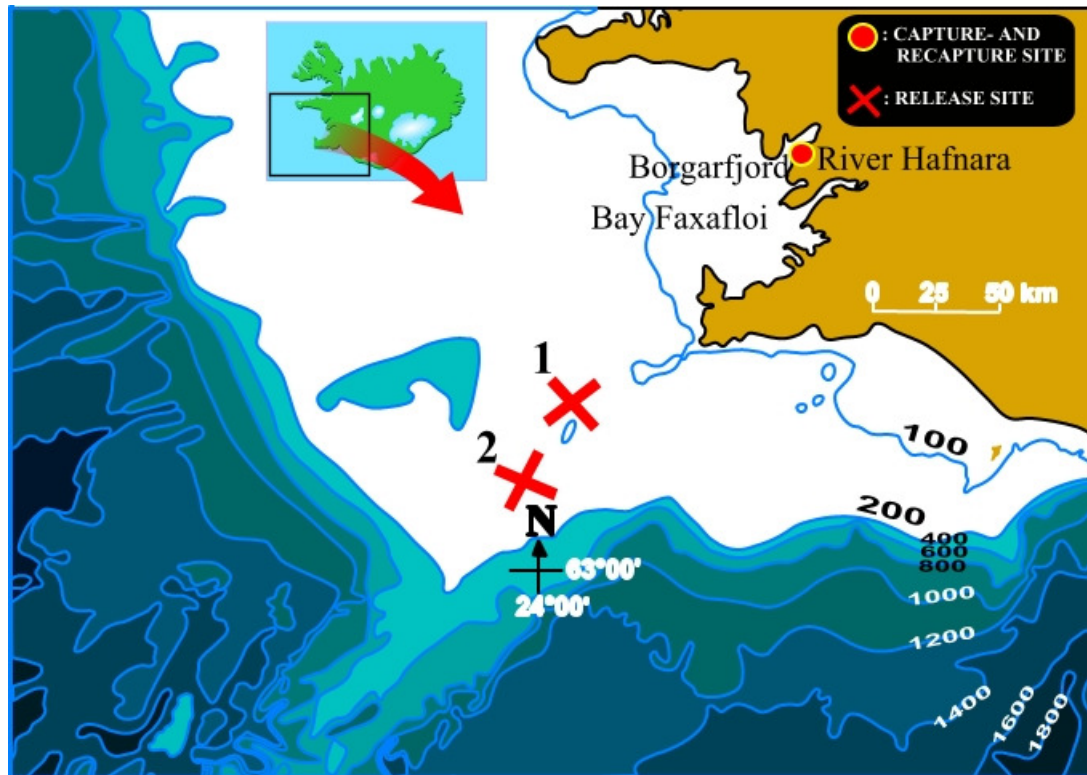 : CAPTURE- AND
RECAPTURE SITE
: RELEASE SITE
Borgarfjord
River Hafnara
Bay Faxafloi
0 25 50 km
1
2
100
200
400
600
800
N
63°00'
24°00'
1000
1200
1400
1600
1800